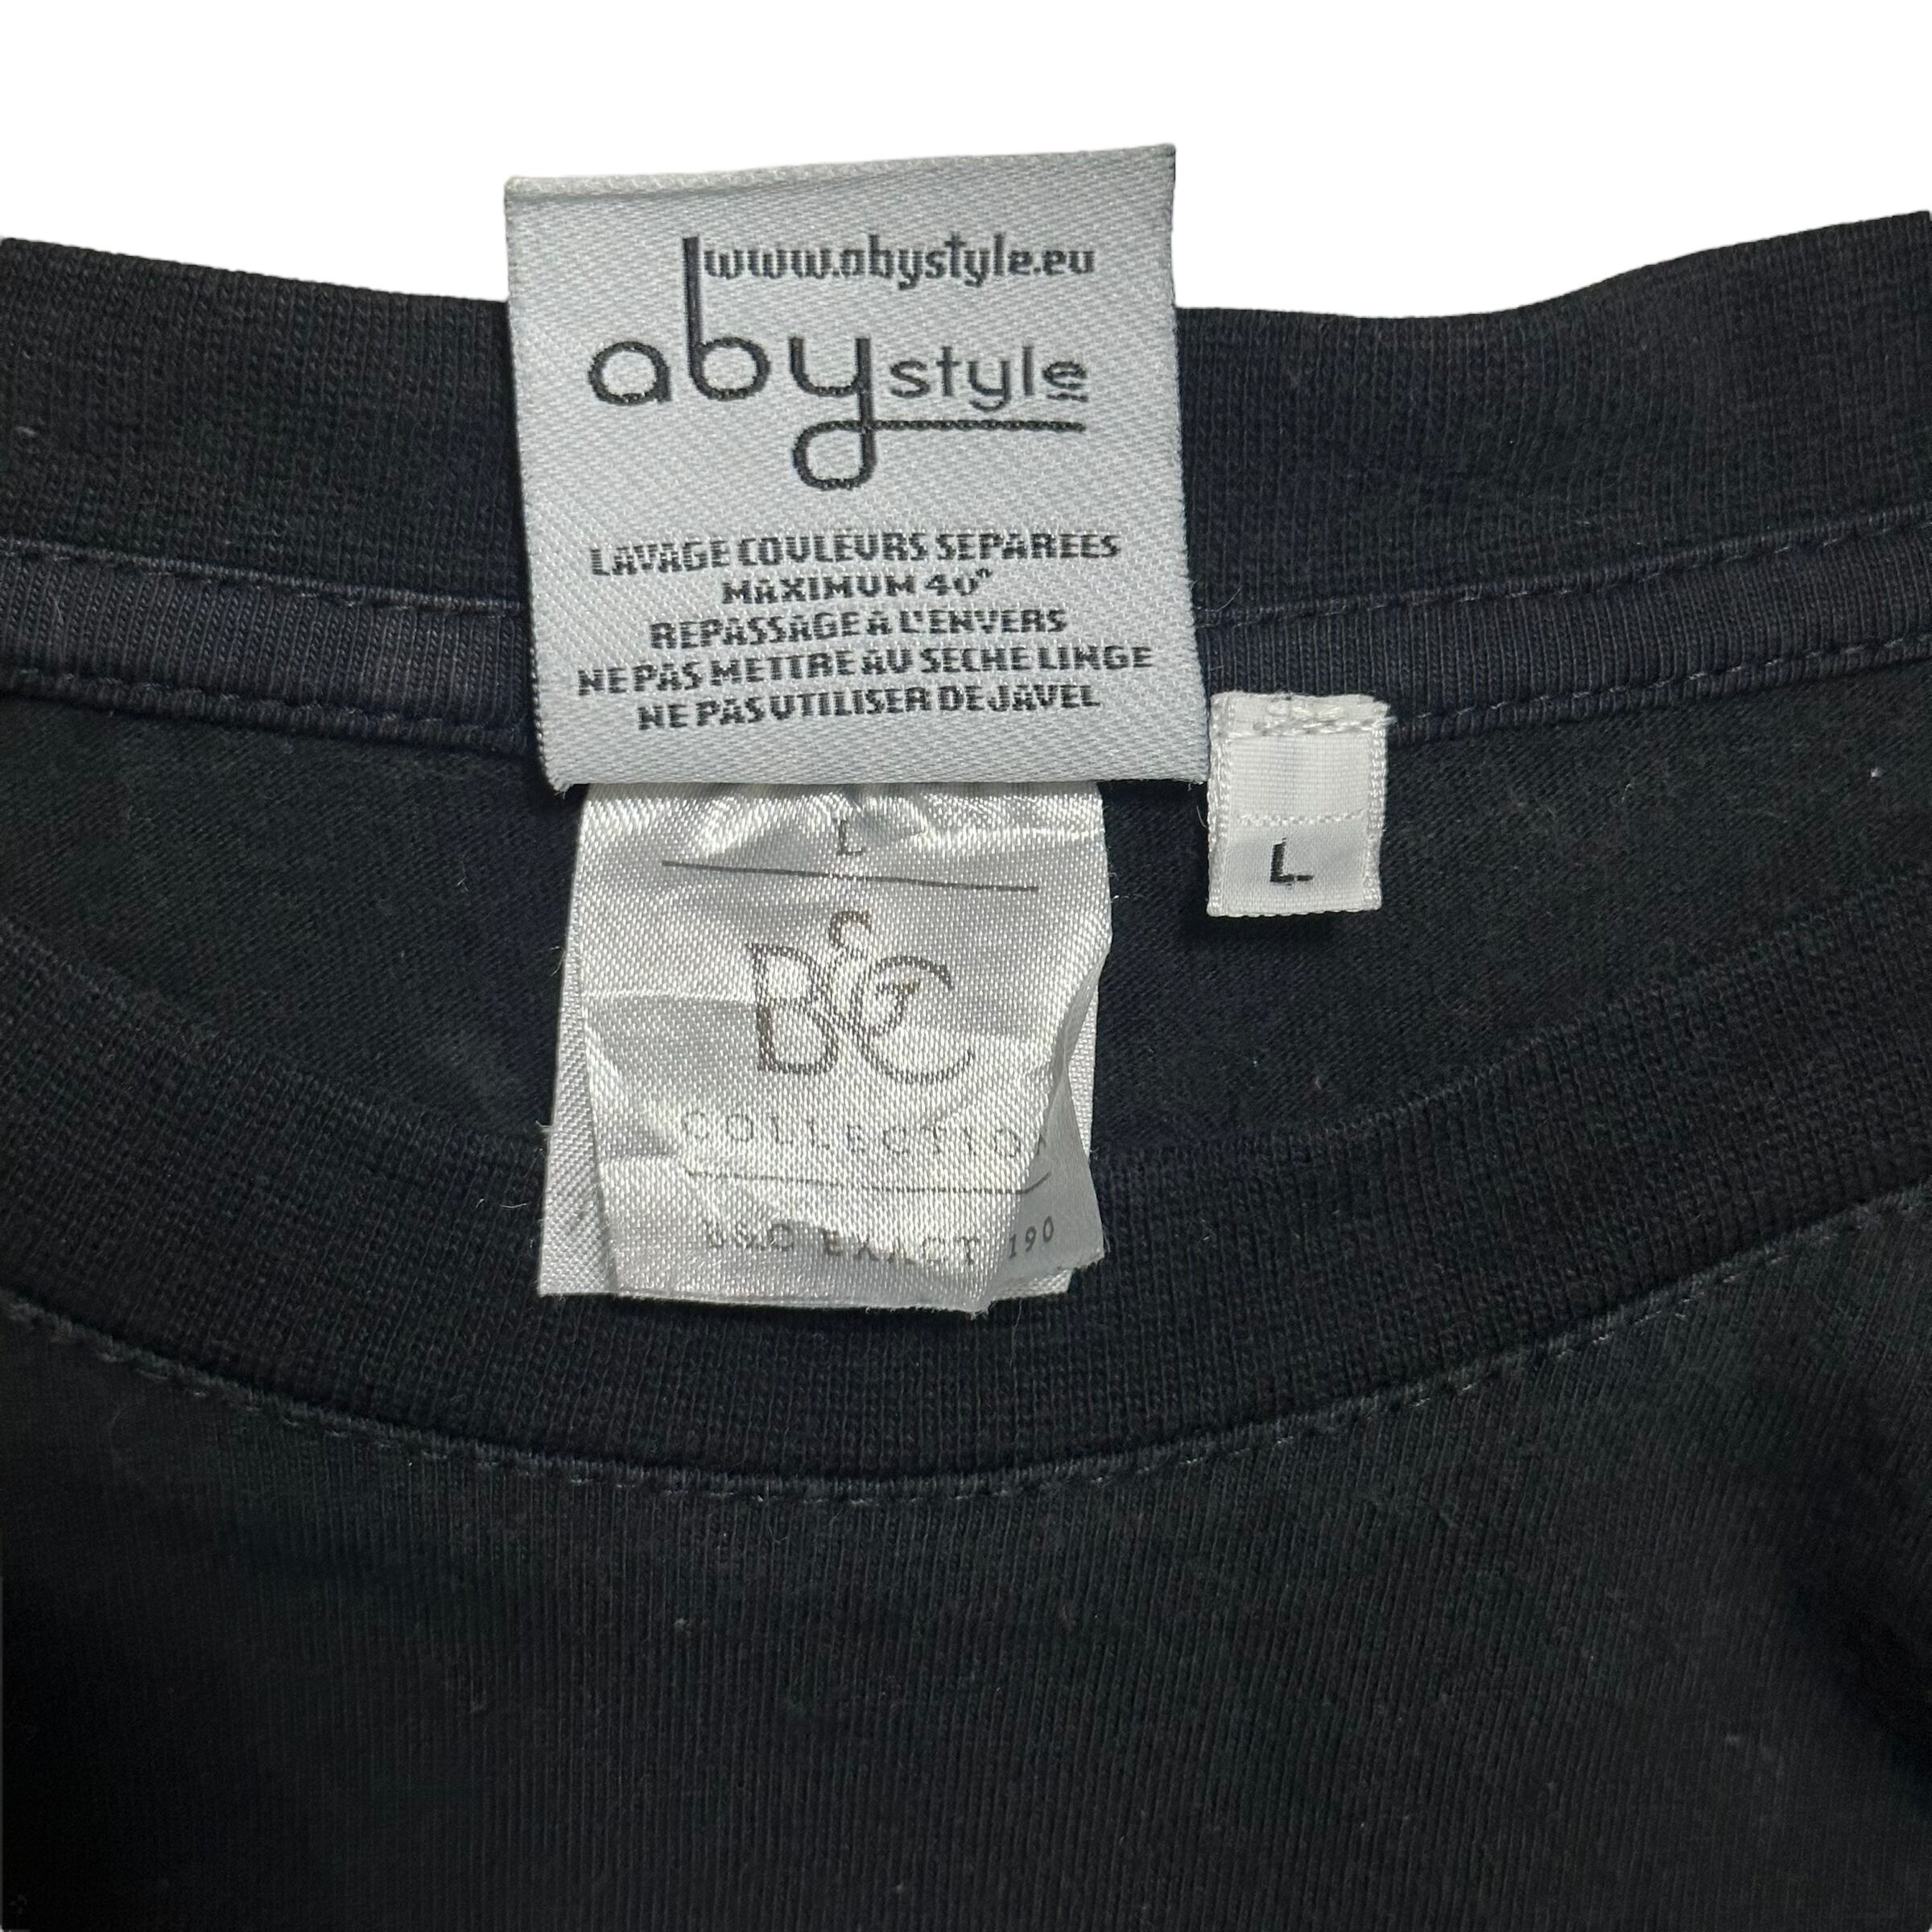 www.abystyle.eu
abystyle
LAVAGE COULEURS SEPAREES
MAXIMUM 40°
REPASSAGE A L'ENVERS
NE PAS METTRE AU SECHE LINGE
NE PAS UTILISER DE JAVEL
L
L
B&C
COLLECTION
B&C EXACT 190